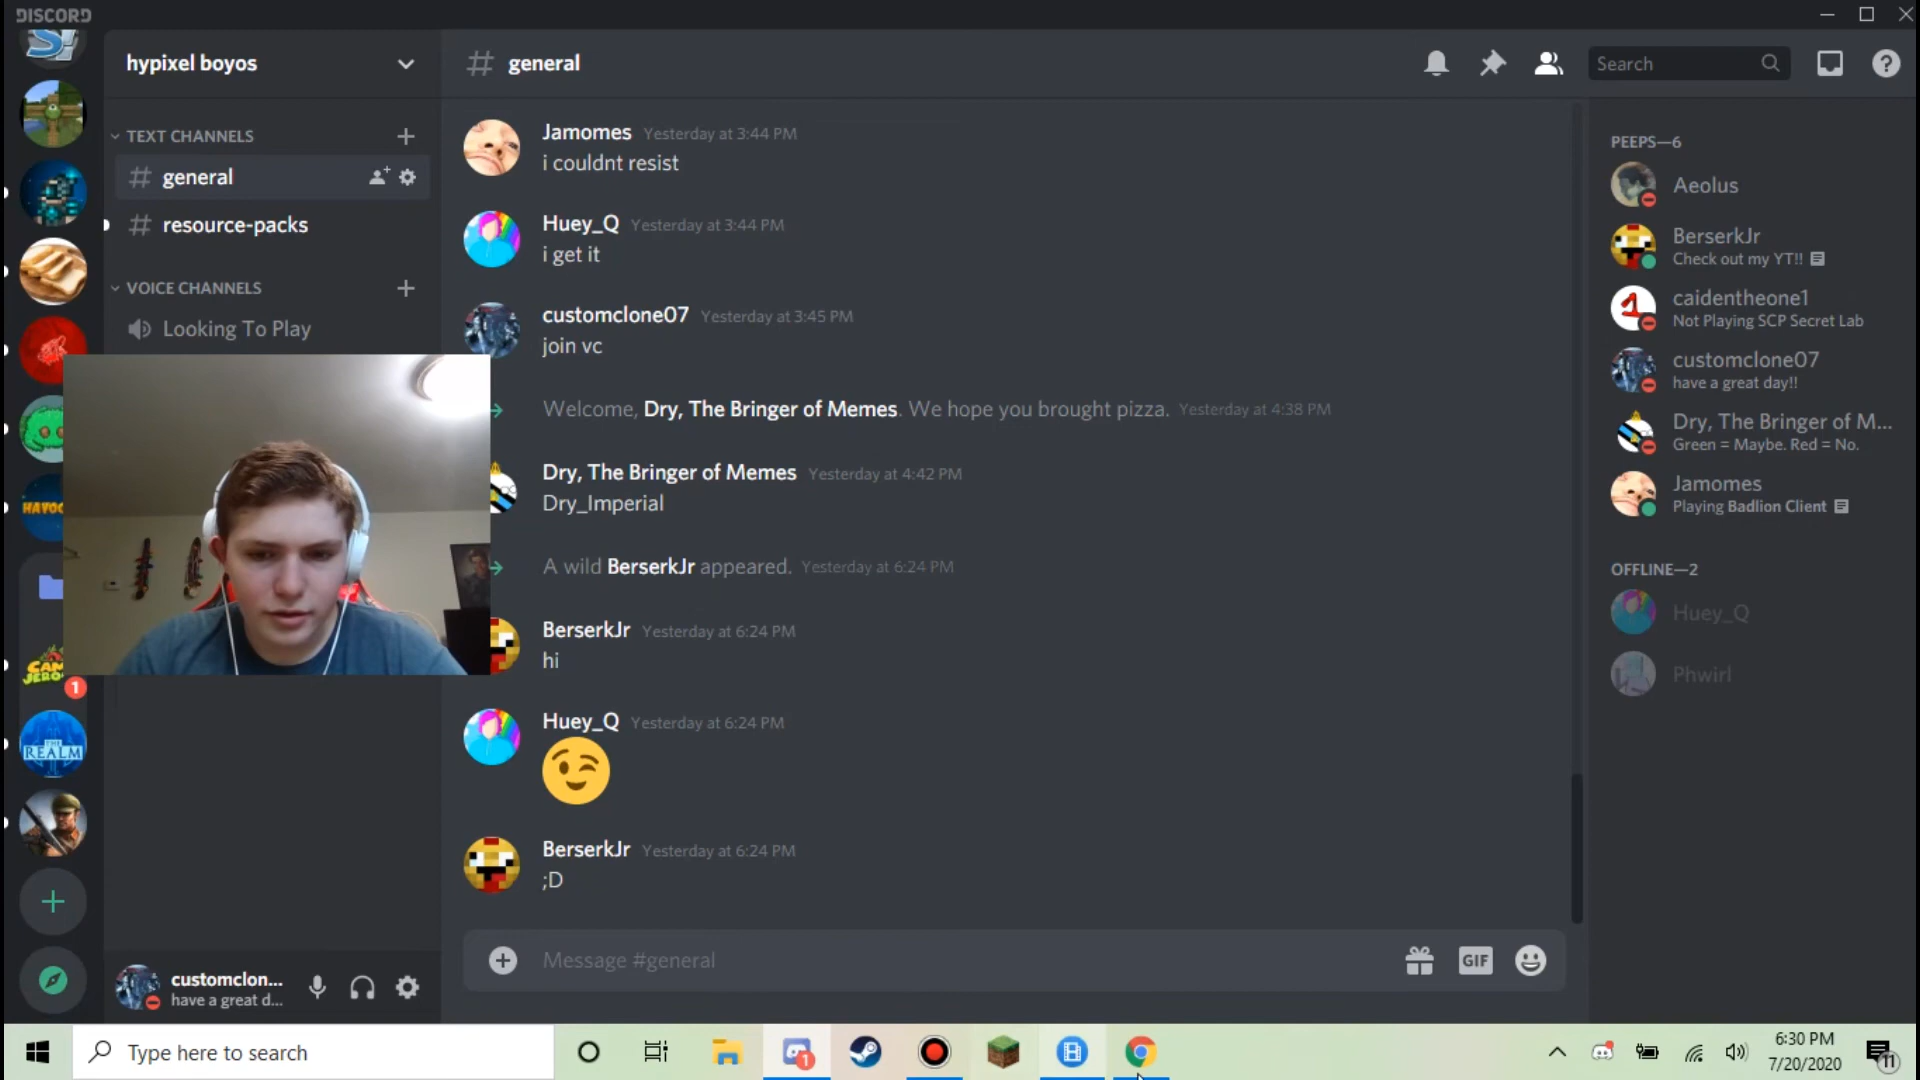 DISCORD
hypixel boyos
TEXT CHANNELS
general
resource-packs
VOICE CHANNELS
Looking To Play
HAVOC
1
REALM
customclon...
have a great d...
# general
Search
Jamomes Yesterday at 3:44 PM
i couldnt resist
Huey_Q Yesterday at 3:44 PM
i get it
customclone07 Yesterday at 3:45 PM
join vc
Welcome, Dry, The Bringer of Memes. We hope you brought pizza. Yesterday at 4:38 PM
Dry, The Bringer of Memes Yesterday at 4:42 PM
Dry_Imperial
A wild BerserkJr appeared. Yesterday at 6:24 PM
BerserkJr Yesterday at 6:24 PM
hi
Huey_Q Yesterday at 6:24 PM
BerserkJr Yesterday at 6:24 PM
;D
Message #general
GIF
PEEPS—6
Aeolus
BerserkJr
Check out my YT!!
caidentheone1
Not Playing SCP Secret Lab
customclone07
have a great day!!
Dry, The Bringer of M...
Green = Maybe. Red = No.
Jamomes
Playing Badlion Client
OFFLINE—2
Huey_Q
Phwirl
Type here to search
1
6:30 PM
7/20/2020
11